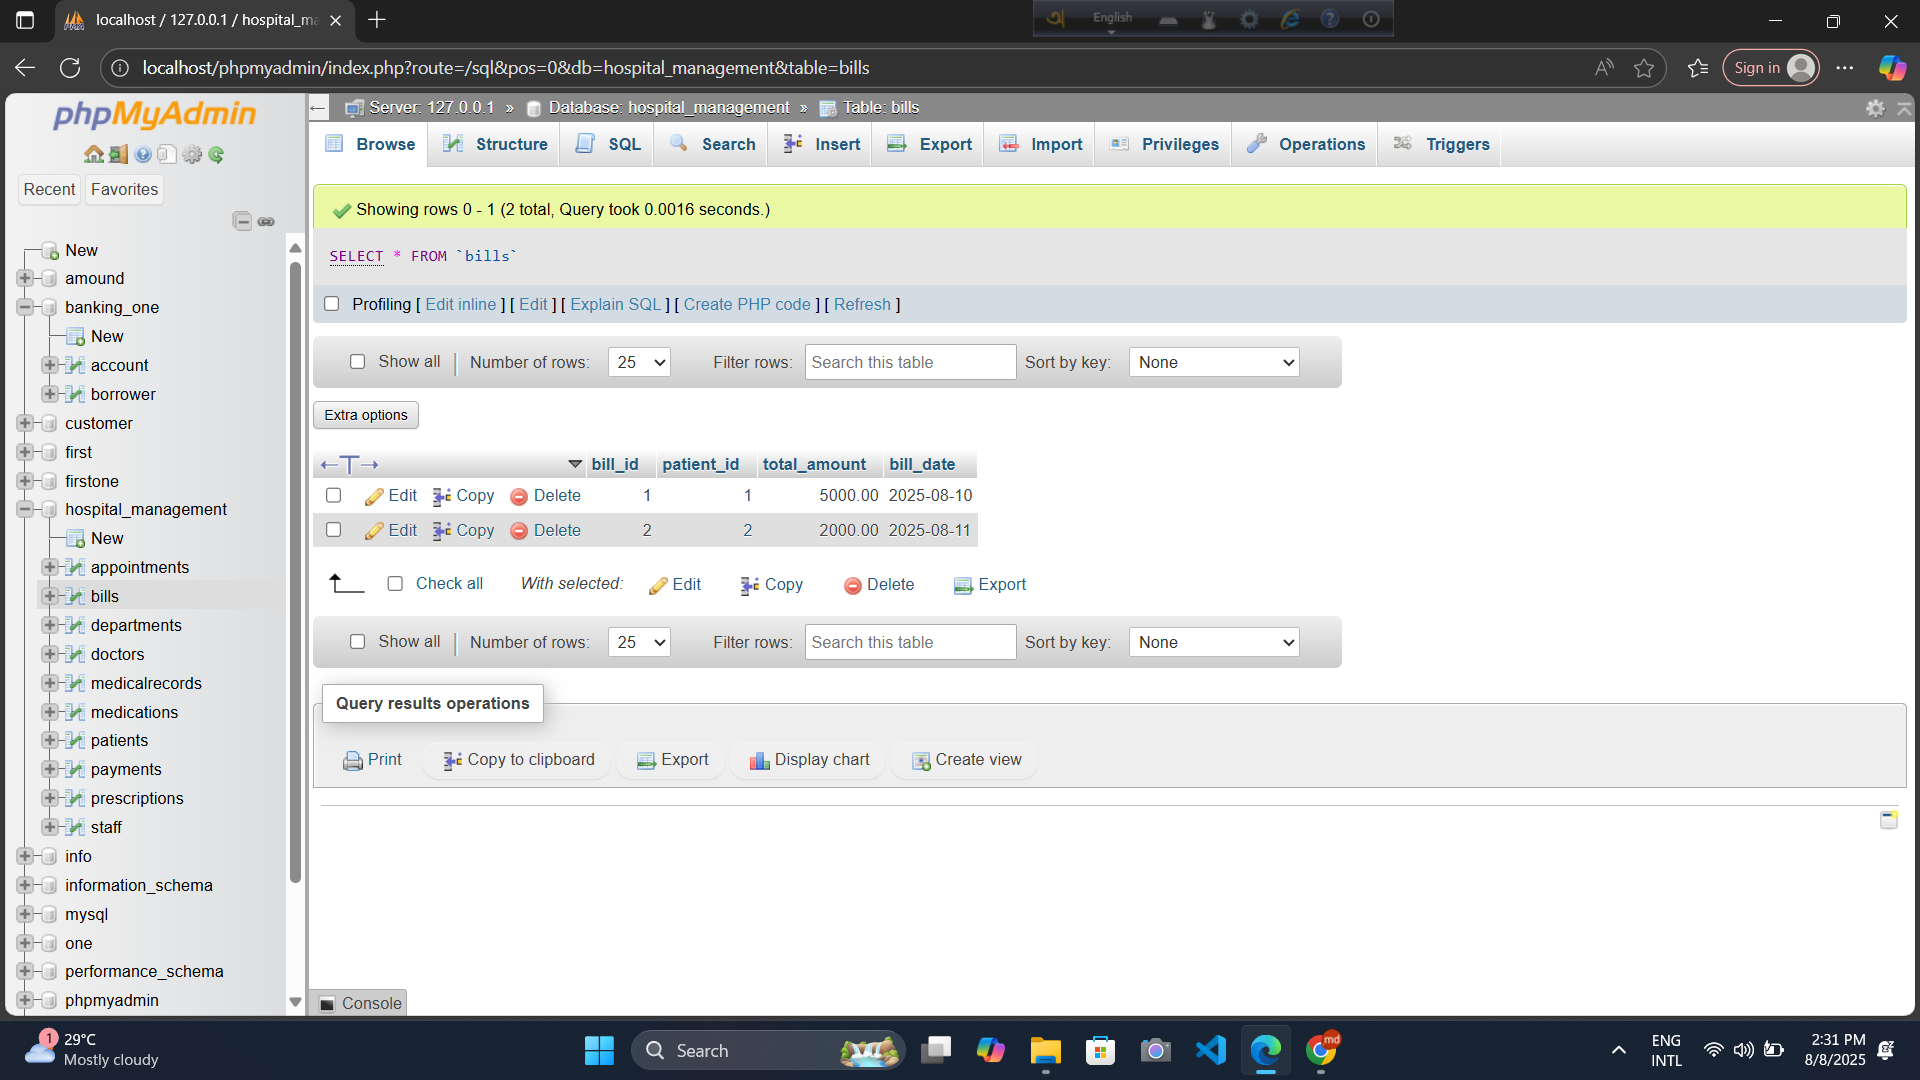 localhost / 127.0.0.1 / hospital_ma
English
localhost/phpmyadmin/index.php?route=/sql&pos=0&db=hospital_management&table=bills
Sign in
phpMyAdmin
Recent
Favorites
New
amound
banking_one
New
account
borrower
customer
first
firstone
hospital_management
New
appointments
bills
departments
doctors
medicalrecords
medications
patients
payments
prescriptions
staff
info
information_schema
mysql
one
performance_schema
phpmyadmin
Server: 127.0.0.1 » Database: hospital_management » Table: bills
Browse Structure SQL Search Insert Export Import Privileges Operations Triggers
Showing rows 0 - 1 (2 total, Query took 0.0016 seconds.)
SELECT * FROM `bills`
Profiling [ Edit inline ] [ Edit ] [ Explain SQL ] [ Create PHP code ] [ Refresh ]
Show all Number of rows: 25 Filter rows: Search this table Sort by key: None
Extra options
bill_id patient_id total_amount bill_date
Edit Copy Delete 1 1 5000.00 2025-08-10
Edit Copy Delete 2 2 2000.00 2025-08-11
Check all With selected: Edit Copy Delete Export
Show all Number of rows: 25 Filter rows: Search this table Sort by key: None
Query results operations
Print Copy to clipboard Export Display chart Create view
Console
1
29°C
Mostly cloudy
Search
md
ENG
INTL
2:31 PM
8/8/2025